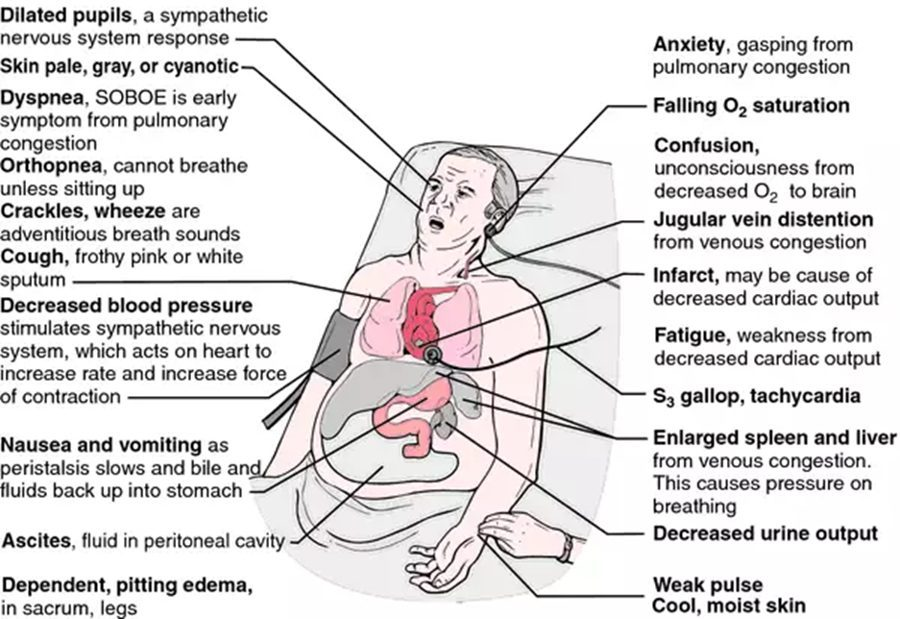 Dilated pupils, a sympathetic
nervous system response
Skin pale, gray, or cyanotic
Dyspnea, SOBOE is early
symptom from pulmonary
congestion
Orthopnea, cannot breathe
unless sitting up
Crackles, wheeze are
adventitious breath sounds
Cough, frothy pink or white
sputum
Decreased blood pressure
stimulates sympathetic nervous
system, which acts on heart to
increase rate and increase force
of contraction
Nausea and vomiting as
peristalsis slows and bile and
fluids back up into stomach
Ascites, fluid in peritoneal cavity
Dependent, pitting edema,
in sacrum, legs
Anxiety, gasping from
pulmonary congestion
Falling O₂ saturation
Confusion,
unconsciousness from
decreased O₂ to brain
Jugular vein distention
from venous congestion
Infarct, may be cause of
decreased cardiac output
Fatigue, weakness from
decreased cardiac output
S₃ gallop, tachycardia
Enlarged spleen and liver
from venous congestion.
This causes pressure on
breathing
Decreased urine output
Weak pulse
Cool, moist skin